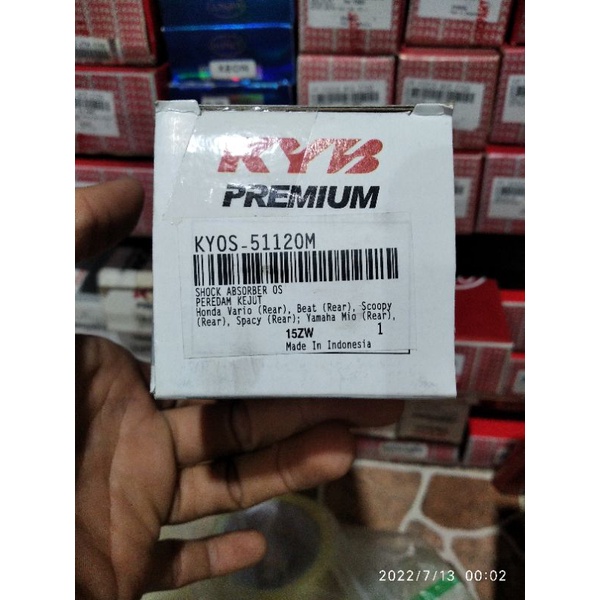 KYB
PREMIUM
KYOS-51120M
SHOCK ABSORBER OS
PEREDAM KEJUT
Honda Vario (Rear), Beat (Rear), Scoopy
(Rear), Spacy (Rear); Yamaha Mio (Rear),
15ZW 1
Made In Indonesia
2022/7/13 00:02